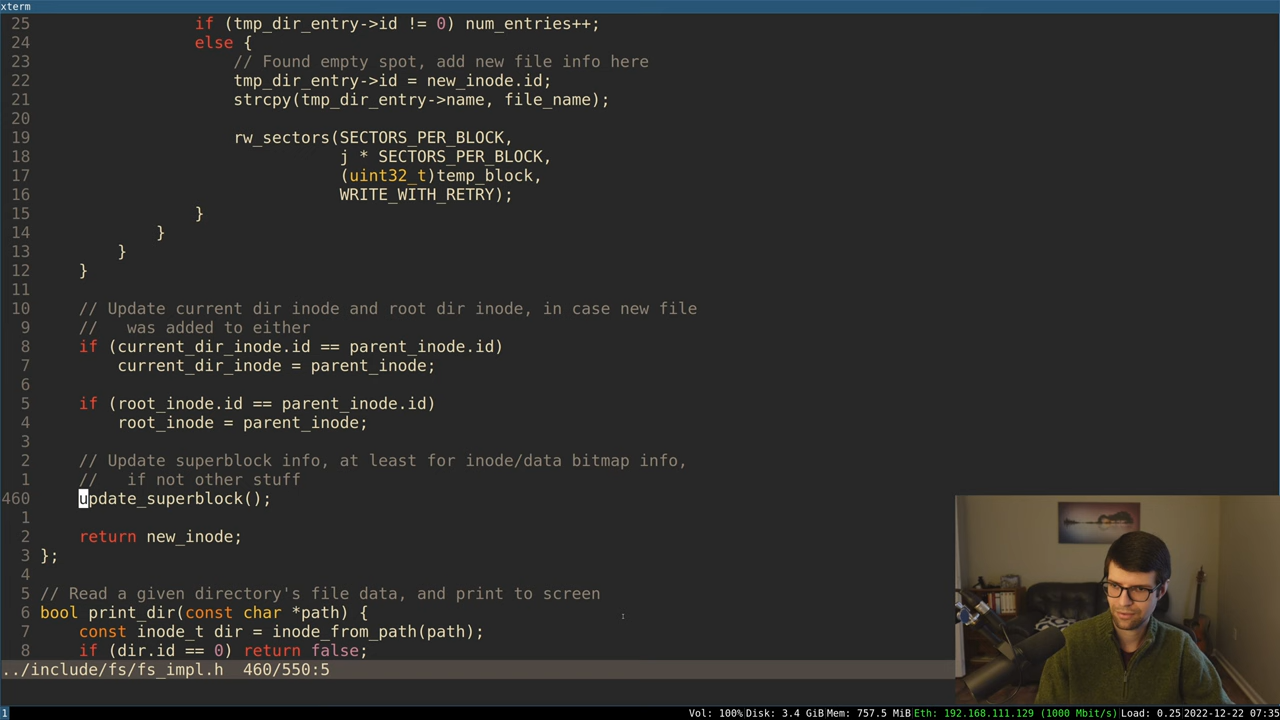 xterm
25 if (tmp_dir_entry->id != 0) num_entries++;
24 else {
23 // Found empty spot, add new file info here
22 tmp_dir_entry->id = new_inode.id;
21 strcpy(tmp_dir_entry->name, file_name);
20
19 rw_sectors(SECTORS_PER_BLOCK,
18 j * SECTORS_PER_BLOCK,
17 (uint32_t)temp_block,
16 WRITE_WITH_RETRY);
15 }
14 }
13 }
12 }
11
10 // Update current dir inode and root dir inode, in case new file
9 //   was added to either
8 if (current_dir_inode.id == parent_inode.id)
7 current_dir_inode = parent_inode;
6
5 if (root_inode.id == parent_inode.id)
4 root_inode = parent_inode;
3
2 // Update superblock info, at least for inode/data bitmap info,
1 //   if not other stuff
460 update_superblock();
1
2 return new_inode;
3 };
4
5 // Read a given directory's file data, and print to screen
6 bool print_dir(const char *path) {
7 const inode_t dir = inode_from_path(path);
8 if (dir.id == 0) return false;
../include/fs/fs_impl.h 460/550:5
1 Vol: 100% Disk: 3.4 GiB Mem: 757.5 MiB Eth: 192.168.111.129 (1000 Mbit/s) Load: 0.25 2022-12-22 07:35